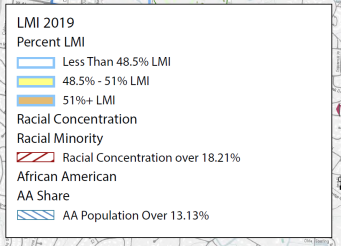 LMI 2019
Percent LMI
Less Than 48.5% LMI
48.5% - 51% LMI
51%+ LMI
Racial Concentration
Racial Minority
Racial Concentration over 18.21%
African American
AA Share
AA Population Over 13.13%